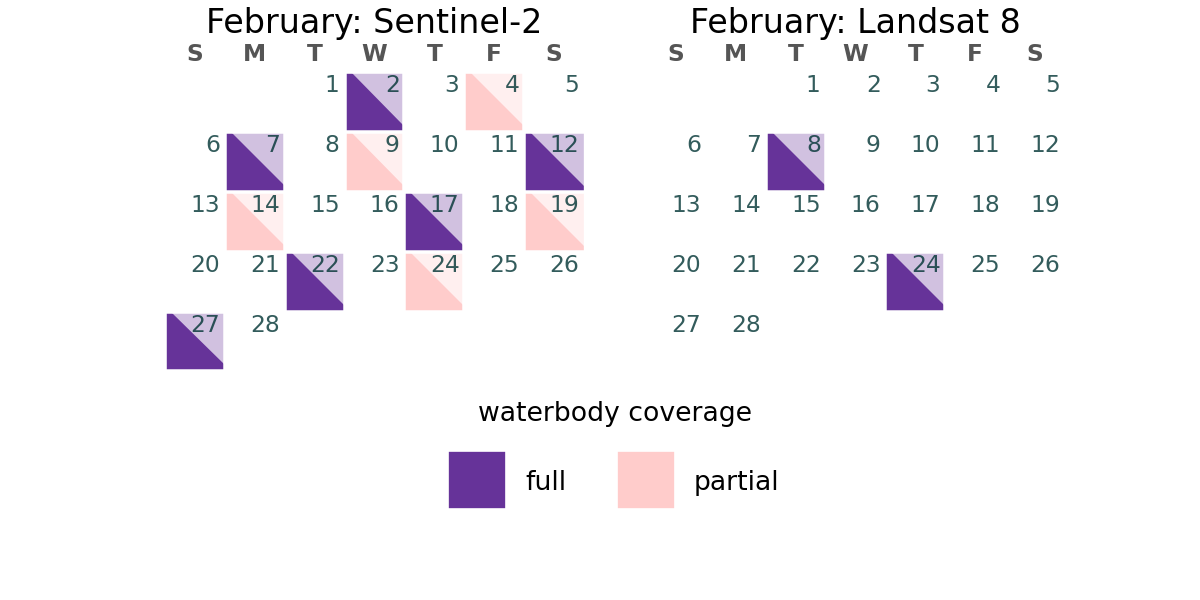 February: Sentinel-2
S M T W T F S
1 2 3 4 5
6 7 8 9 10 11 12
13 14 15 16 17 18 19
20 21 22 23 24 25 26
27 28
February: Landsat 8
S M T W T F S
1 2 3 4 5
6 7 8 9 10 11 12
13 14 15 16 17 18 19
20 21 22 23 24 25 26
27 28
waterbody coverage
full partial